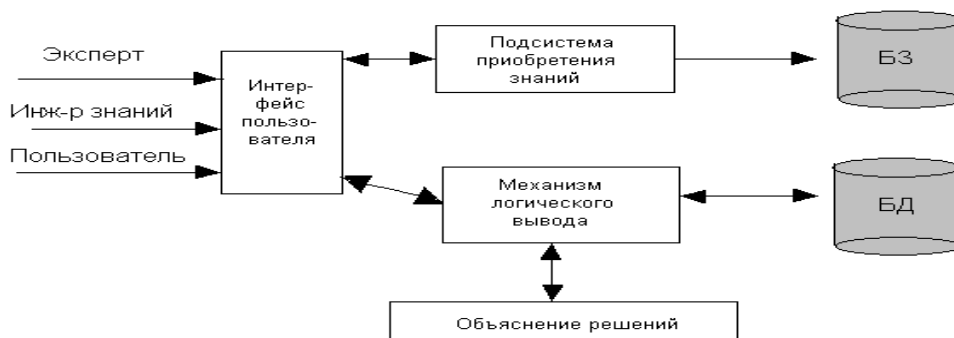 Эксперт
Инж-р знаний
Пользователь
Интер-
фейс
пользо-
вателя
Подсистема
приобретения
знаний
БЗ
Механизм
логического
вывода
БД
Объяснение решений